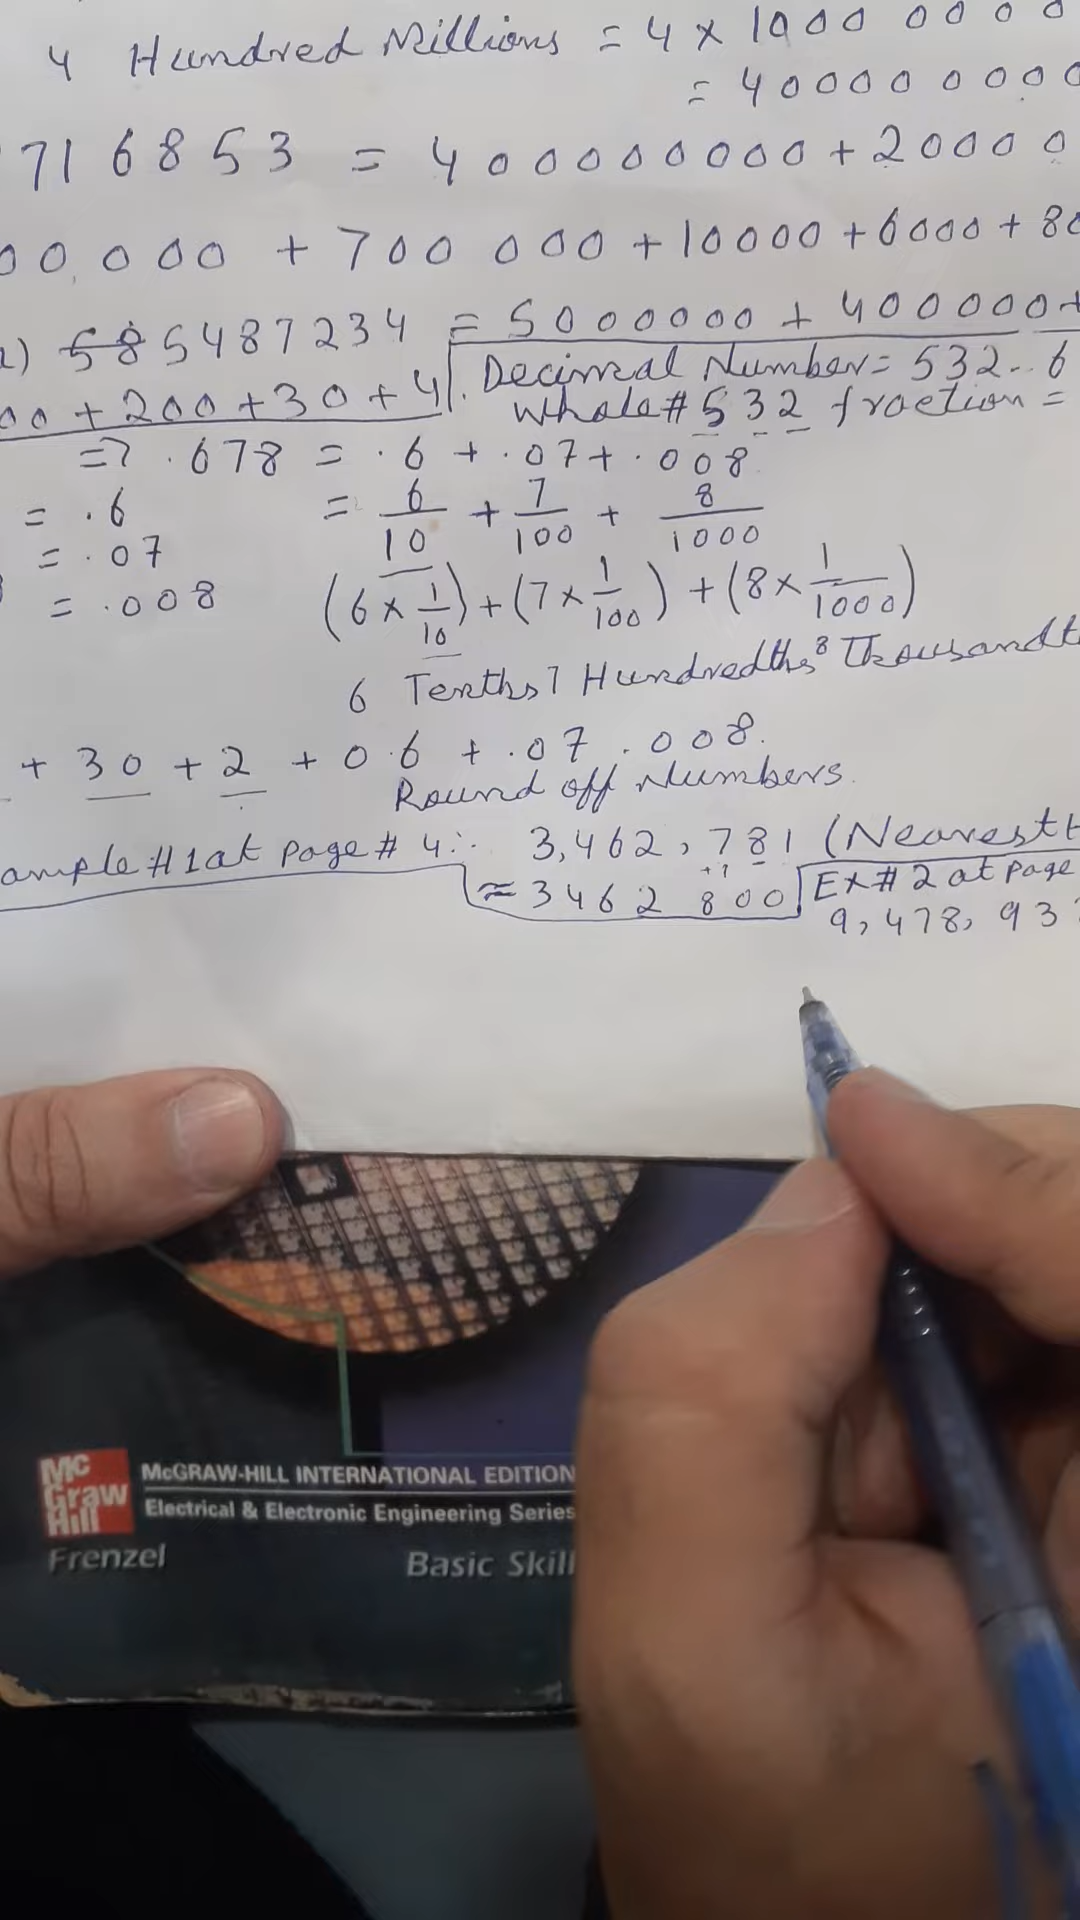 4 Hundred Millions = 4 × 1000 0000
= 40000 0000
716853 = 400000000 + 20000 0
00,000 + 700 000 + 10000 + 6000 + 80
585487234 = 5000000 + 400000 +
00 + 200 + 30 + 4
Decimal Number = 532.. 6
Whole # 532 fraction =
=> .678 = .6 + .07 + .008
= .6
= 6/10 + 7/100 + 8/1000
= .07
= .008
(6 × 1/10) + (7 × 1/100) + (8 × 1/1000)
6 Tenths 7 Hundredths 8 Thousandt
+ 30 + 2 + 0.6 + .07 .008.
Round off Numbers.
ample #1 at page # 4:. 3,462,781 (Nearest H
+1
≈ 3462 800
Ex# 2 at page
9,478, 93
Mc Graw Hill
McGRAW-HILL INTERNATIONAL EDITION
Electrical & Electronic Engineering Series
Frenzel Basic Skill